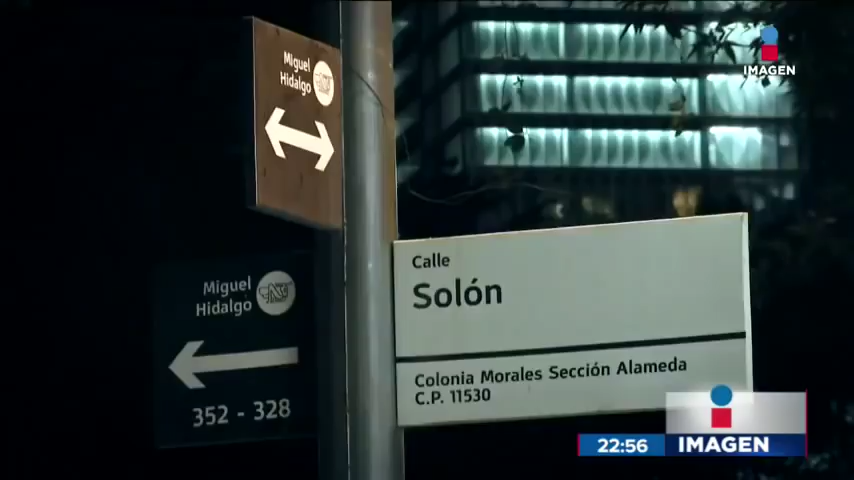 Miguel
Hidalgo
IMAGEN
Calle
Solón
Miguel
Hidalgo
352 - 328
Colonia Morales Sección Alameda
C.P. 11530
22:56 IMAGEN